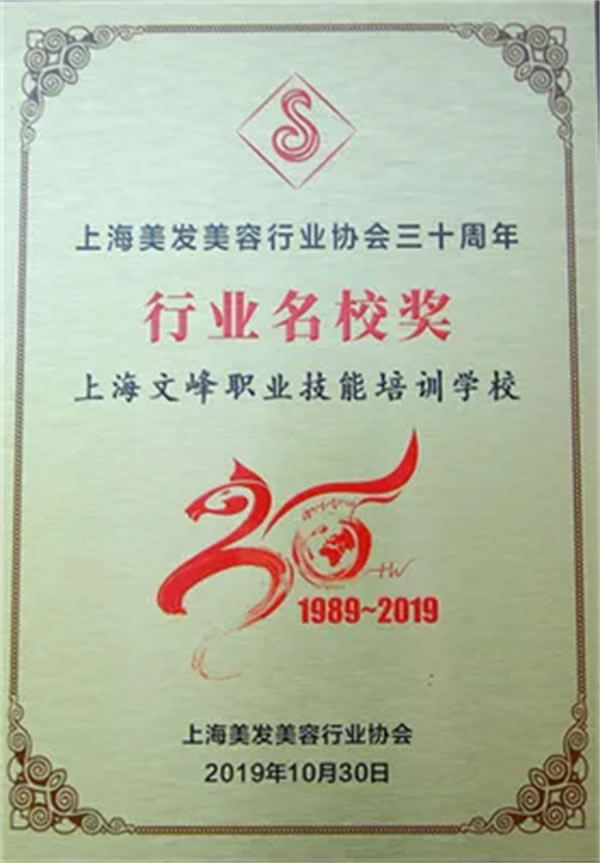 上海美发美容行业协会三十周年
行业名校奖
上海文峰职业技能培训学校
30
1989~2019
上海美发美容行业协会
2019年10月30日